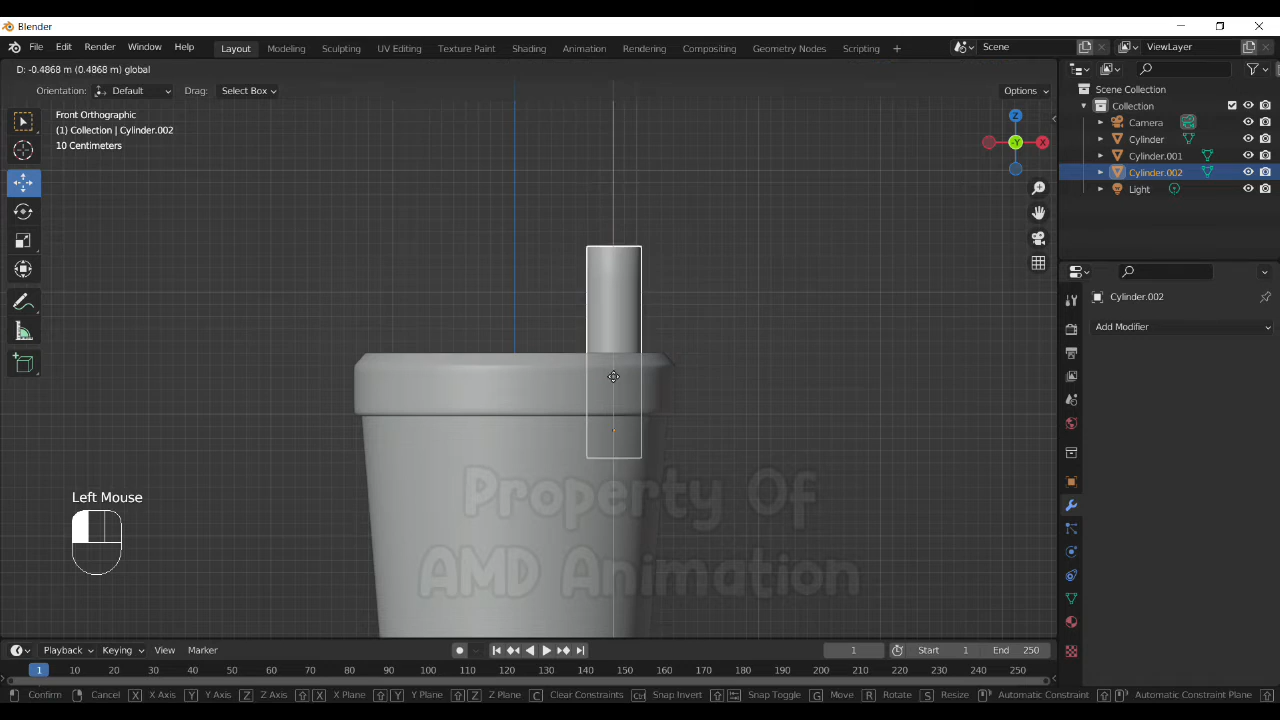 Blender
File Edit Render Window Help
Layout Modeling Sculpting UV Editing Texture Paint Shading Animation Rendering Compositing Geometry Nodes Scripting +
Scene
ViewLayer
D: -0.4868 m (0.4868 m) global
Orientation: Default Drag: Select Box
Options
Front Orthographic
(1) Collection | Cylinder.002
10 Centimeters
Z
X
-Y
Scene Collection
Collection
Camera
Cylinder
Cylinder.001
Cylinder.002
Light
Cylinder.002
Add Modifier
Left Mouse
Property Of
AMD Animation
Playback Keying View Marker
1
Start 1
End 250
1 10 20 30 40 50 60 70 80 90 100 110 120 130 140 150 160 170 180 190 200 210 220 230 240 250
Confirm Cancel X X Axis Y Y Axis Z Z Axis X X Plane Y Y Plane Z Z Plane C Clear Constraints Ctrl Snap Invert Snap Toggle G Move R Rotate S Resize Automatic Constraint Automatic Constraint Plane